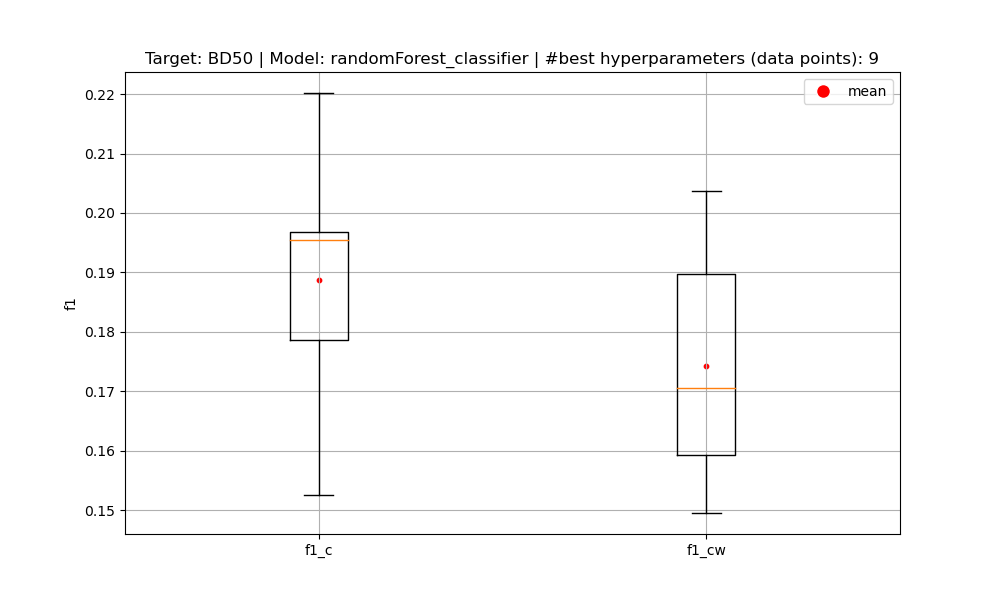 Target: BD50 | Model: randomForest_classifier | #best hyperparameters (data points): 9
mean
0.22
0.21
0.20
0.19
0.18
0.17
0.16
0.15
f1
f1_c
f1_cw